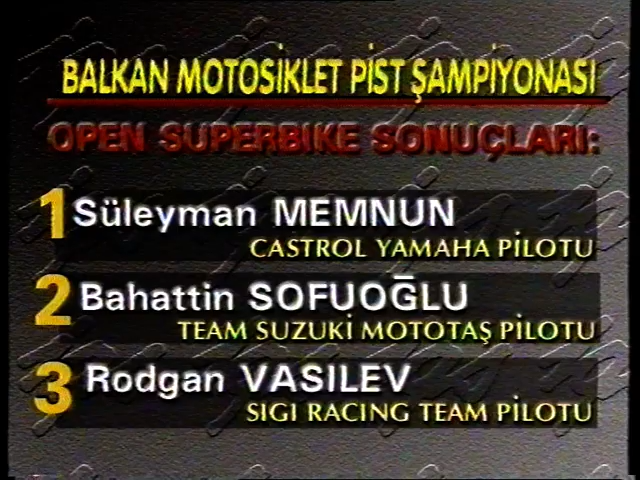 BALKAN MOTOSİKLET PİST ŞAMPİYONASI
OPEN SUPERBIKE SONUÇLARI:
1 Süleyman MEMNUN
CASTROL YAMAHA PİLOTU
2 Bahattin SOFUOĞLU
TEAM SUZUKİ MOTOTAŞ PİLOTU
3 Rodgan VASILEV
SIGI RACING TEAM PİLOTU